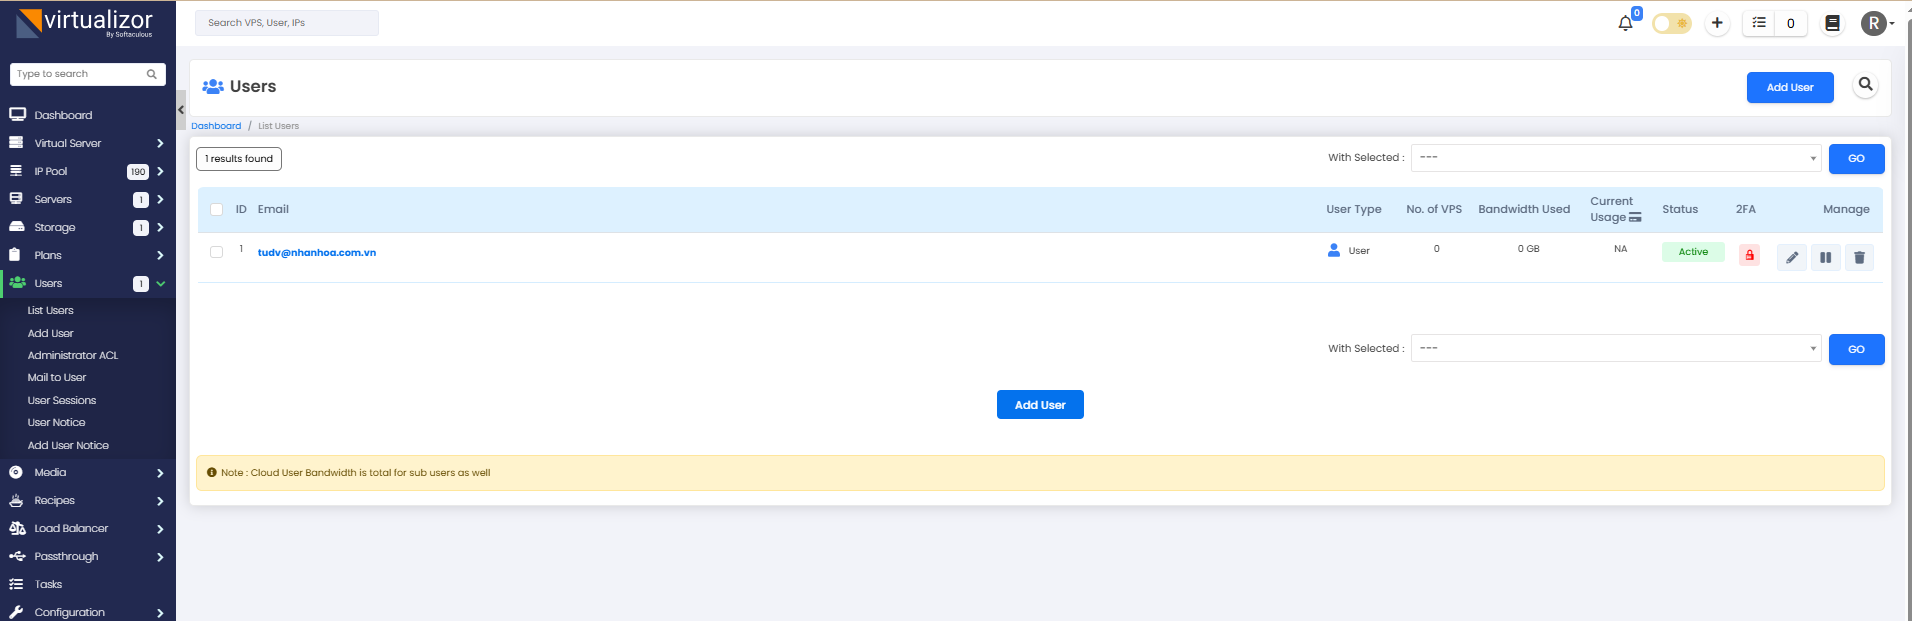 virtualizor
By Softaculous
Search VPS, User, IPs
0
0
R
Type to search
Dashboard
Virtual Server
IP Pool 190
Servers 1
Storage 1
Plans
Users 1
List Users
Add User
Administrator ACL
Mail to User
User Sessions
User Notice
Add User Notice
Media
Recipes
Load Balancer
Passthrough
Tasks
Configuration
Users
Add User
Dashboard / List Users
1 results found
With Selected : --- GO
ID Email User Type No. of VPS Bandwidth Used Current Usage Status 2FA Manage
1 tudv@nhanhoa.com.vn User 0 0 GB NA Active
With Selected : --- GO
Add User
Note : Cloud User Bandwidth is total for sub users as well